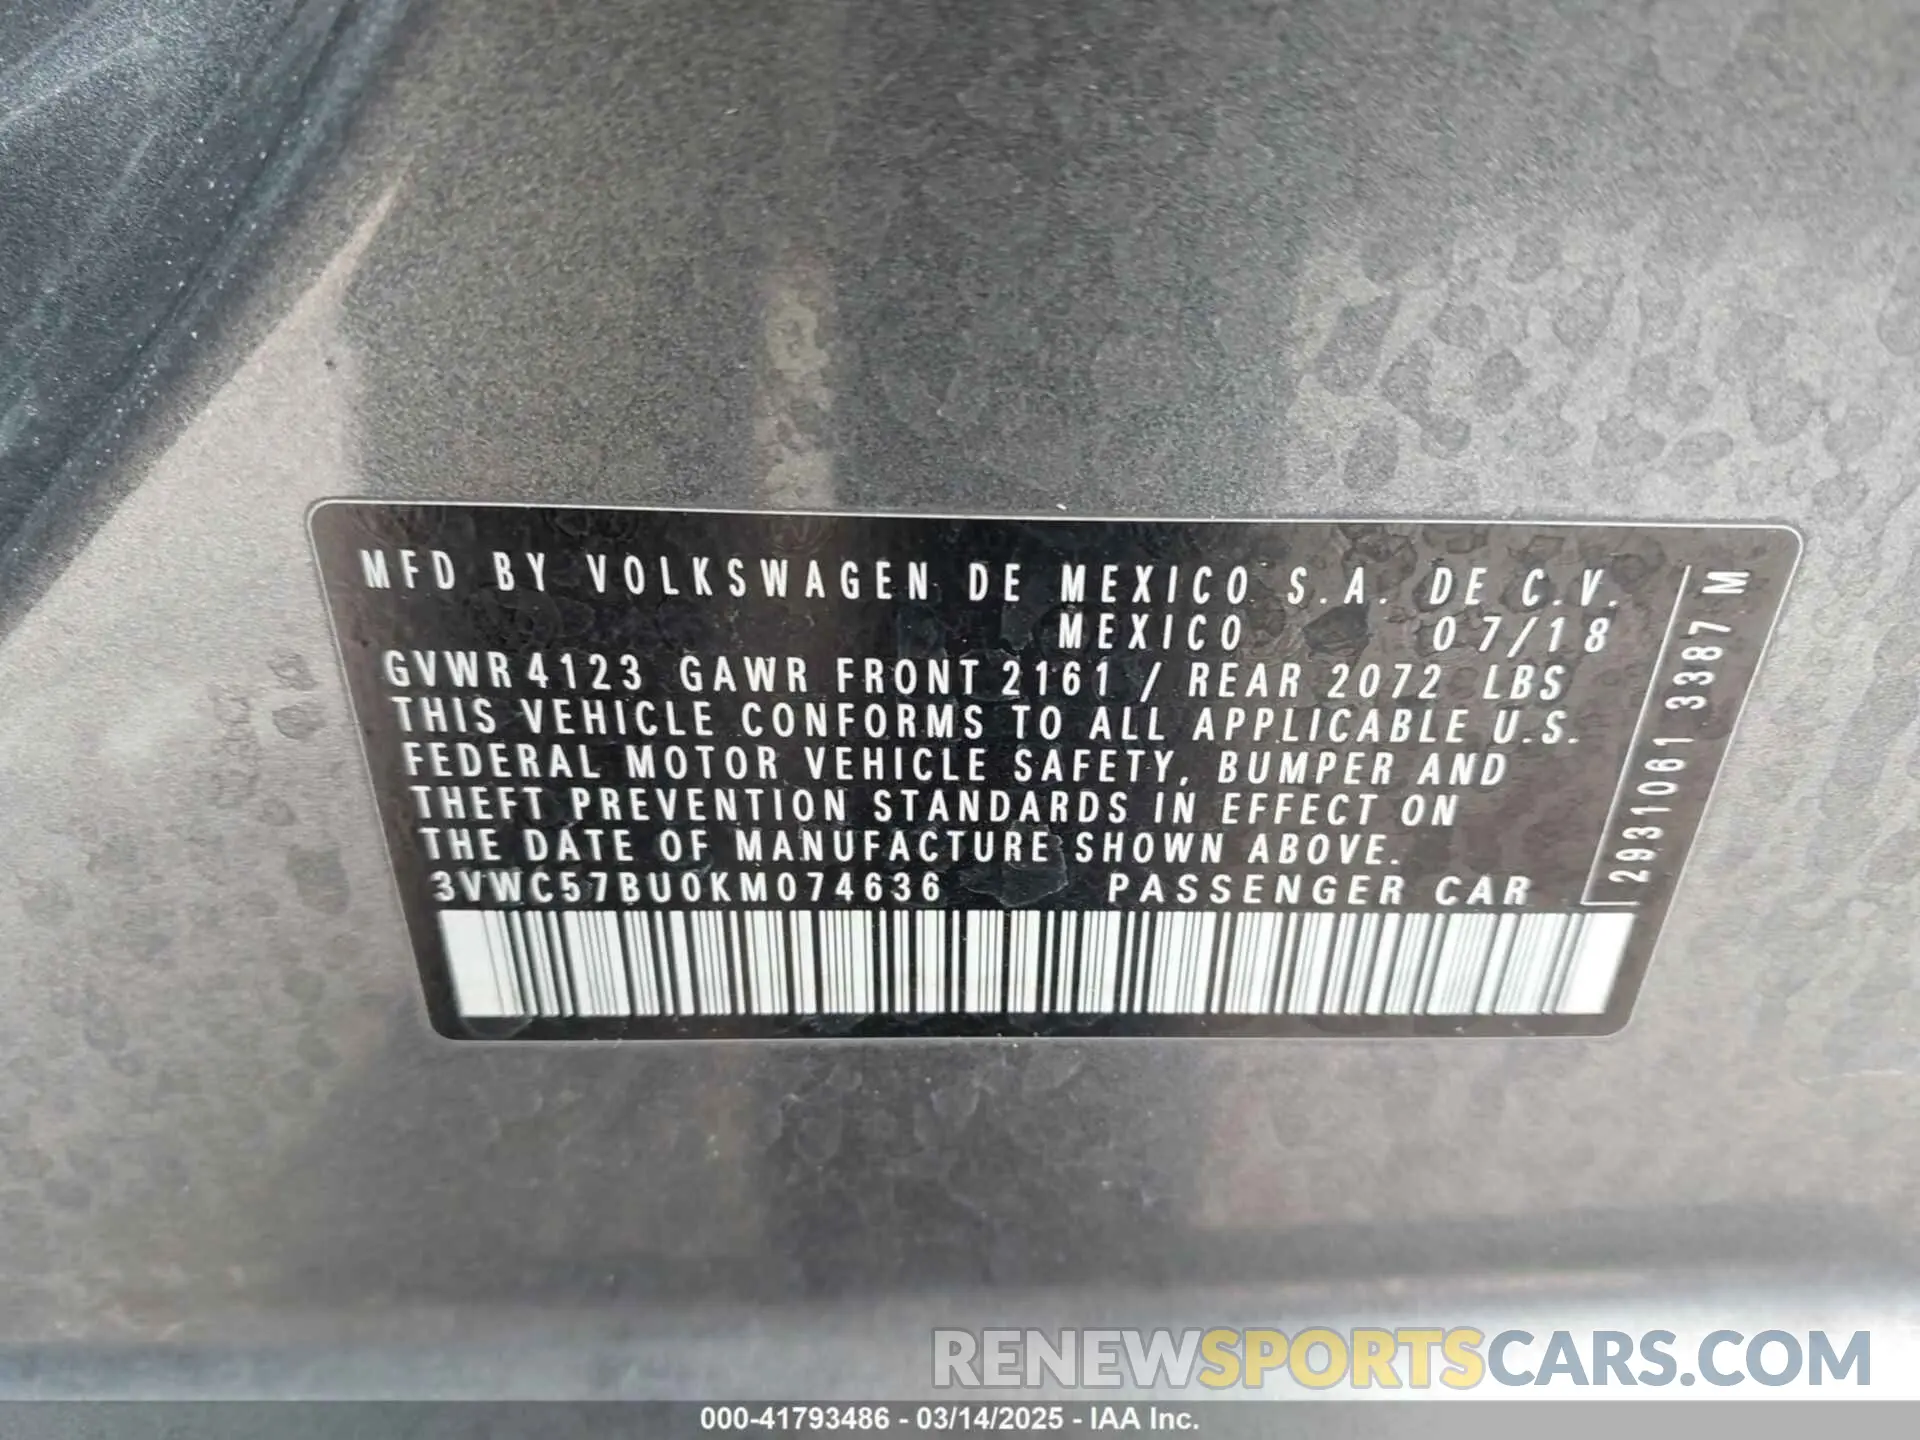 MFD BY VOLKSWAGEN DE MEXICO S.A. DE C.V.
MEXICO 07/18
GVWR 4123 GAWR FRONT 2161 / REAR 2072 LBS
THIS VEHICLE CONFORMS TO ALL APPLICABLE U.S.
FEDERAL MOTOR VEHICLE SAFETY, BUMPER AND
THEFT PREVENTION STANDARDS IN EFFECT ON
THE DATE OF MANUFACTURE SHOWN ABOVE.
3VWC57BU0KM074636 PASSENGER CAR
2931061 3387 M
RENEWSPORTSCARS.COM
000-41793486 - 03/14/2025 - IAA Inc.